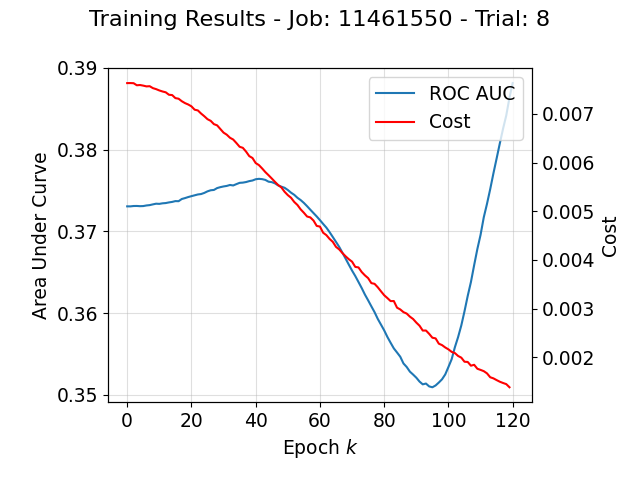 Training Results - Job: 11461550 - Trial: 8
ROC AUC
Cost
Area Under Curve
0.39
0.38
0.37
0.36
0.35
0.007
0.006
0.005
0.004
0.003
0.002
Cost
0 20 40 60 80 100 120
Epoch k